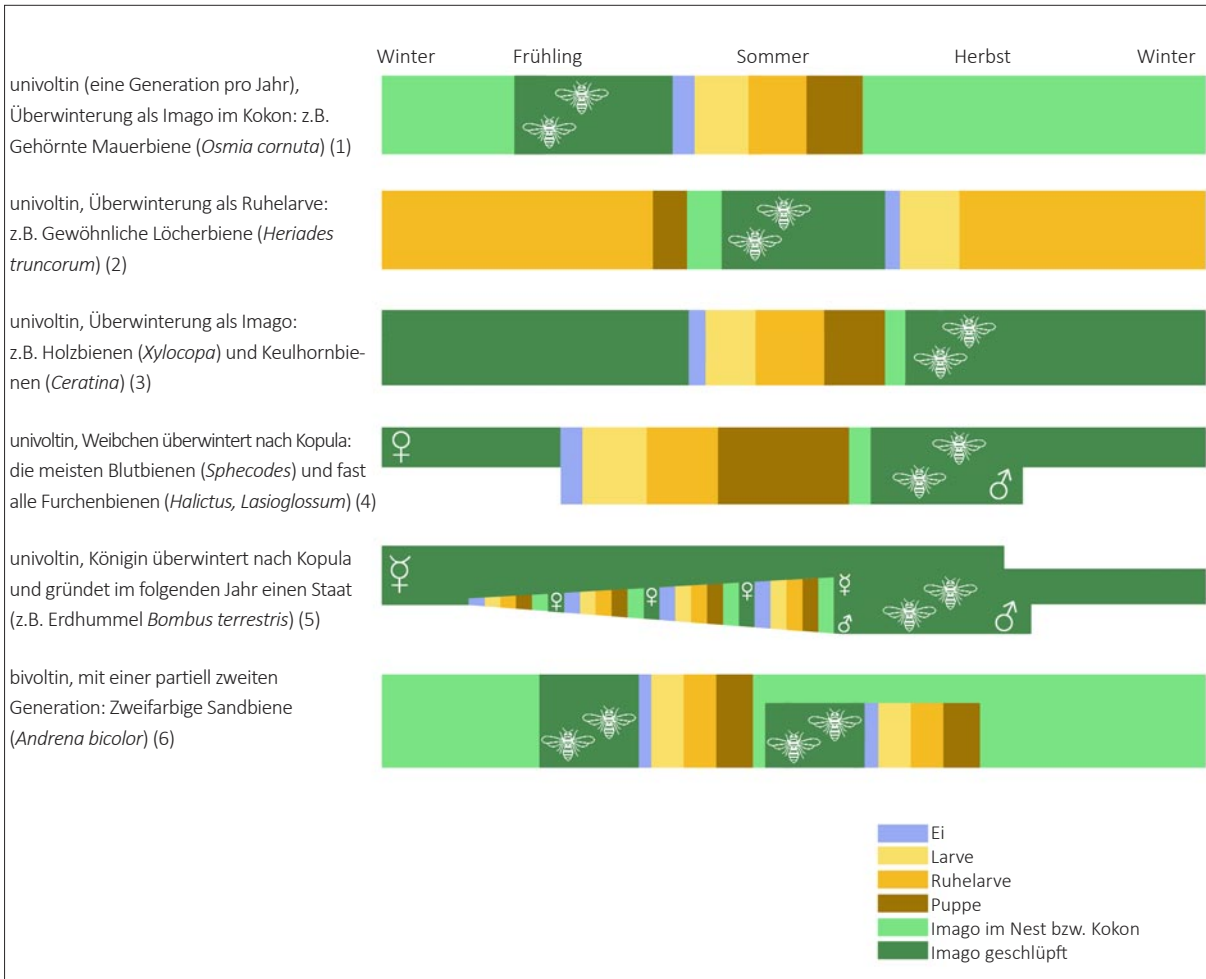 Winter Frühling Sommer Herbst Winter
univoltin (eine Generation pro Jahr),
Überwinterung als Imago im Kokon: z.B.
Gehörnte Mauerbiene (Osmia cornuta) (1)
univoltin, Überwinterung als Ruhelarve:
z.B. Gewöhnliche Löcherbiene (Heriades
truncorum) (2)
univoltin, Überwinterung als Imago:
z.B. Holzbienen (Xylocopa) und Keulhornbie-
nen (Ceratina) (3)
univoltin, Weibchen überwintert nach Kopula:
die meisten Blutbienen (Sphecodes) und fast
alle Furchenbienen (Halictus, Lasioglossum) (4)
♀
♂
univoltin, Königin überwintert nach Kopula
und gründet im folgenden Jahr einen Staat
(z.B. Erdhummel Bombus terrestris) (5)
☿
♀ ♀ ♀ ☿
♂ ♂
bivoltin, mit einer partiell zweiten
Generation: Zweifarbige Sandbiene
(Andrena bicolor) (6)
Ei
Larve
Ruhelarve
Puppe
Imago im Nest bzw. Kokon
Imago geschlüpft